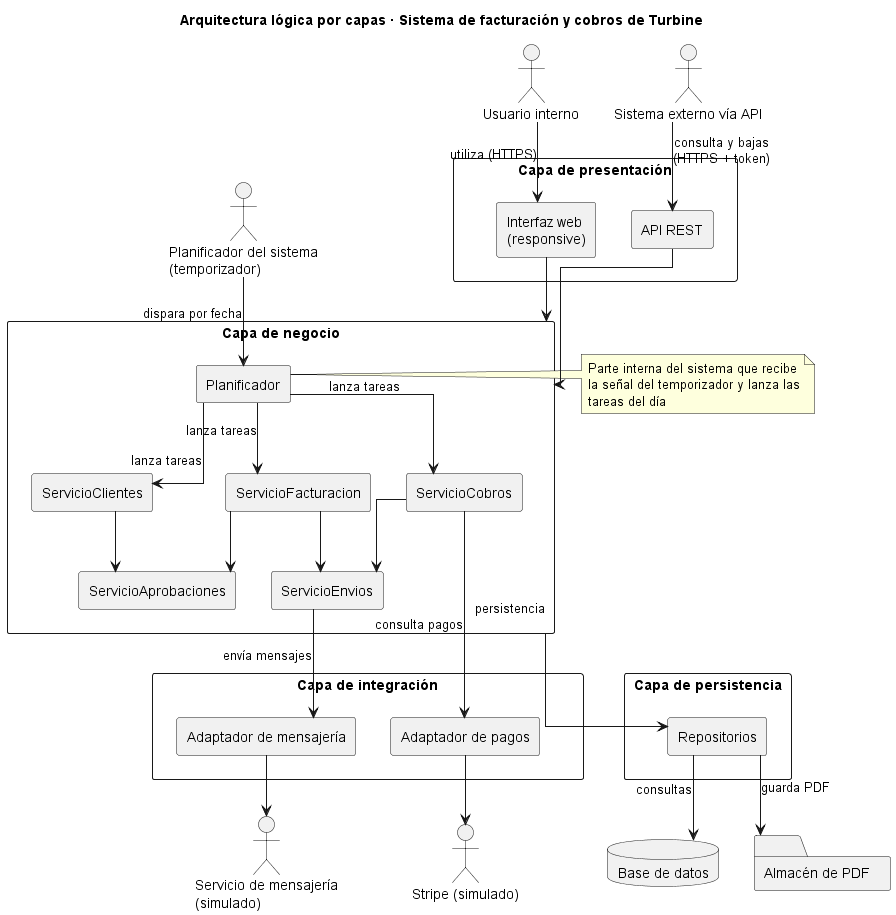 Arquitectura lógica por capas · Sistema de facturación y cobros de Turbine
Usuario interno
Sistema externo vía API
utiliza (HTTPS)
consulta y bajas
(HTTPS + token)
Capa de presentación
Interfaz web
(responsive)
API REST
Planificador del sistema
(temporizador)
dispara por fecha
Capa de negocio
Planificador
Parte interna del sistema que recibe
la señal del temporizador y lanza las
tareas del día
lanza tareas
lanza tareas
lanza tareas
ServicioClientes
ServicioFacturacion
ServicioCobros
ServicioAprobaciones
ServicioEnvios
persistencia
consulta pagos
envía mensajes
Capa de integración
Capa de persistencia
Adaptador de mensajería
Adaptador de pagos
Repositorios
consultas
guarda PDF
Servicio de mensajería
(simulado)
Stripe (simulado)
Base de datos
Almacén de PDF